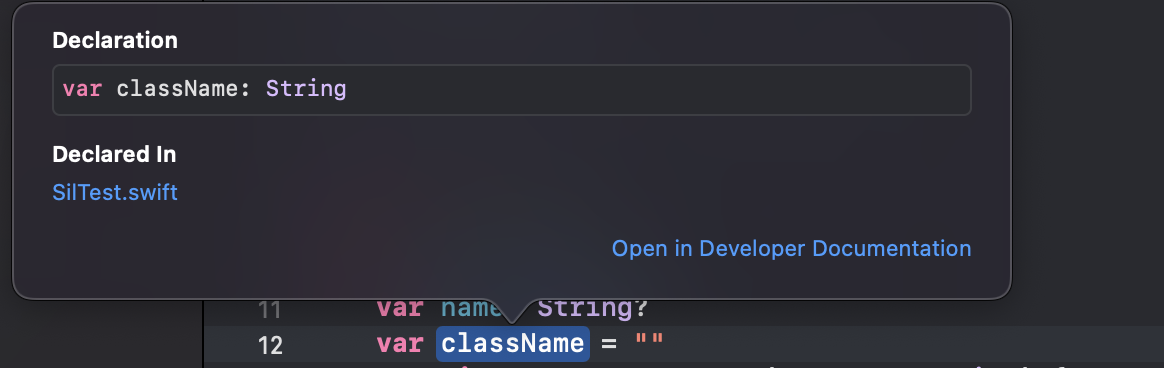 Declaration
var className: String
Declared In
SilTest.swift
Open in Developer Documentation
11 var name String?
12 var className = ""